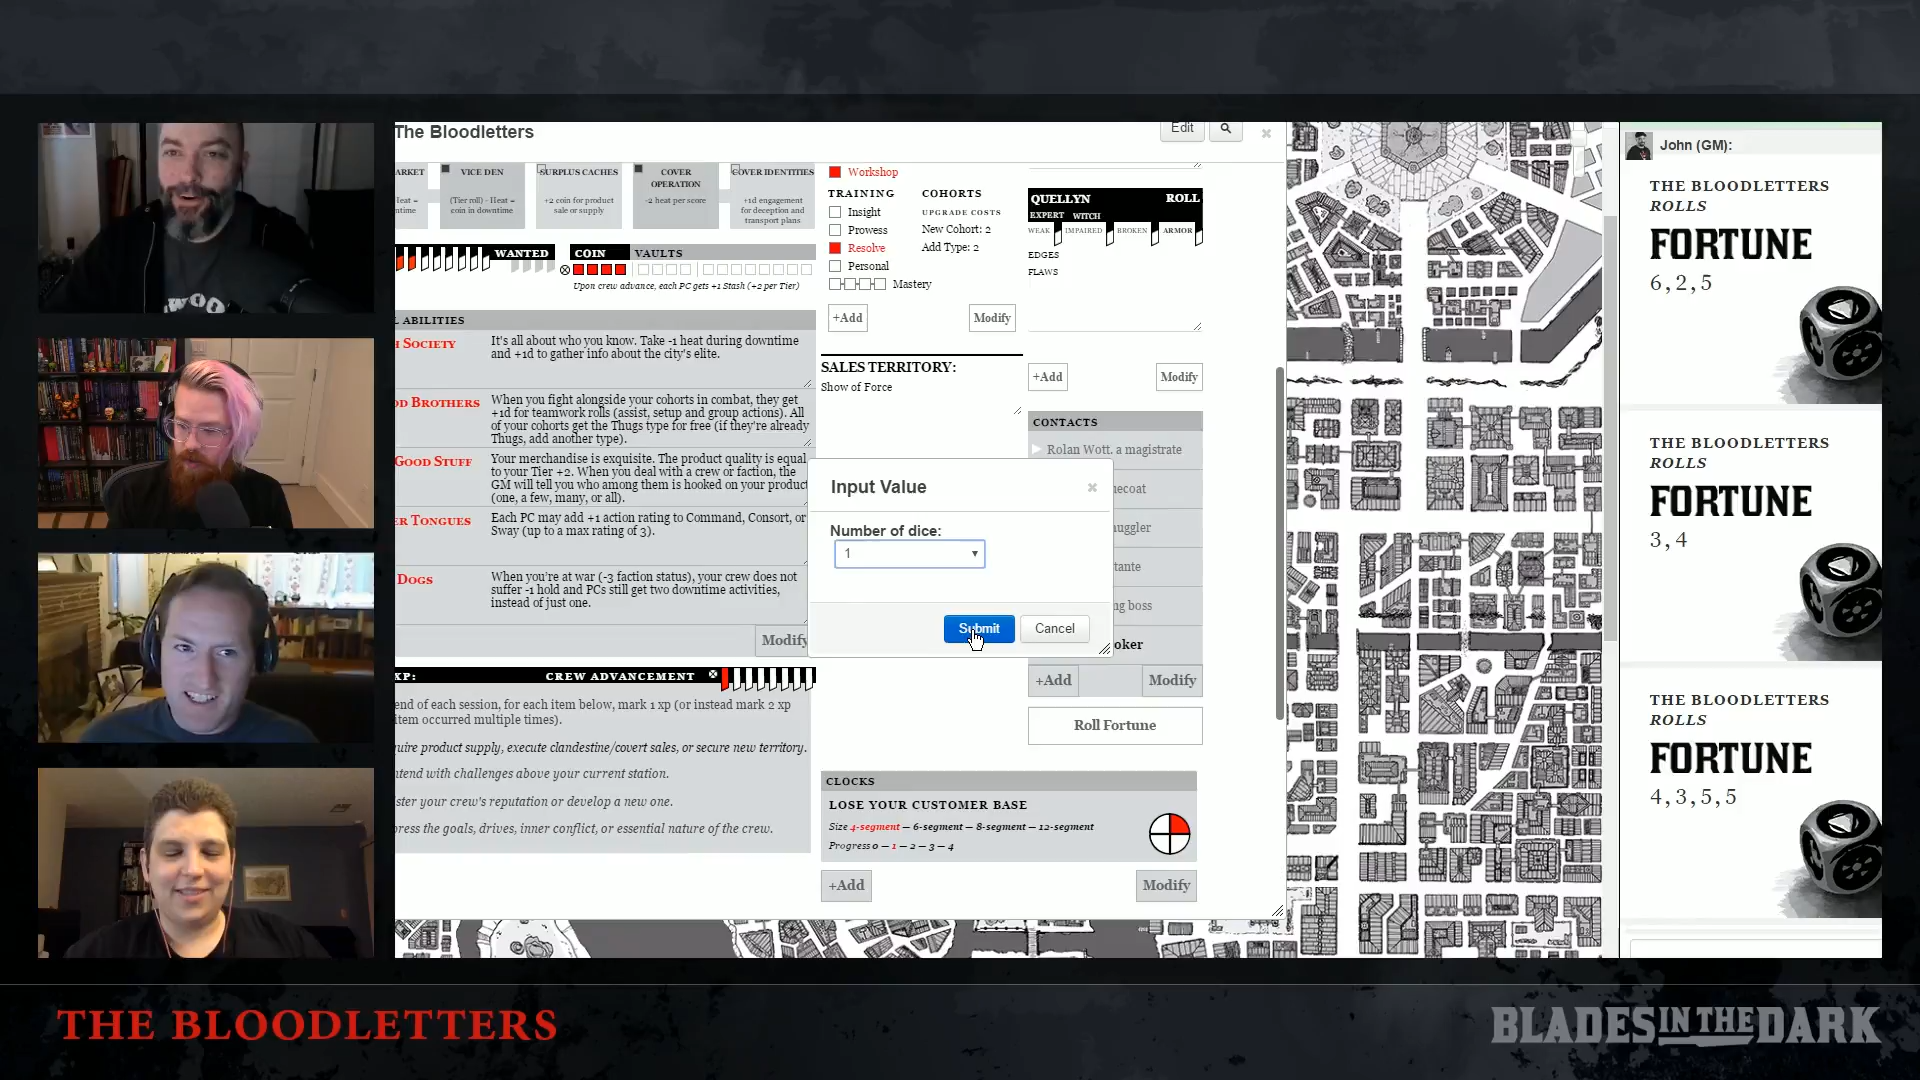 The Bloodletters
Edit
ARKET
Heat =
ntime
VICE DEN
(Tier roll) - Heat =
coin in downtime
SURPLUS CACHES
+2 coin for product
sale or supply
COVER
OPERATION
-2 heat per score
COVER IDENTITIES
+1d engagement
for deception and
transport plans
WANTED
COIN
VAULTS
Upon crew advance, each PC gets +1 Stash (+2 per Tier)
L ABILITIES
H SOCIETY
It's all about who you know. Take -1 heat during downtime
and +1d to gather info about the city's elite.
OD BROTHERS
When you fight alongside your cohorts in combat, they get
+1d for teamwork rolls (assist, setup and group actions). All
of your cohorts get the Thugs type for free (if they're already
Thugs, add another type).
GOOD STUFF
Your merchandise is exquisite. The product quality is equal
to your Tier +2. When you deal with a crew or faction, the
GM will tell you who among them is hooked on your product
(one, a few, many, or all).
ER TONGUES
Each PC may add +1 action rating to Command, Consort, or
Sway (up to a max rating of 3).
DOGS
When you're at war (-3 faction status), your crew does not
suffer -1 hold and PCs still get two downtime activities,
instead of just one.
Modify
XP:
CREW ADVANCEMENT
end of each session, for each item below, mark 1 xp (or instead mark 2 xp
item occurred multiple times).
uire product supply, execute clandestine/covert sales, or secure new territory.
ntend with challenges above your current station.
lster your crew's reputation or develop a new one.
press the goals, drives, inner conflict, or essential nature of the crew.
Workshop
TRAINING
Insight
Prowess
Resolve
Personal
Mastery
COHORTS
UPGRADE COSTS
New Cohort: 2
Add Type: 2
+Add
Modify
SALES TERRITORY:
Show of Force
QUELLYN
ROLL
EXPERT
WITCH
WEAK
IMPAIRED
BROKEN
ARMOR
EDGES
FLAWS
+Add
Modify
CONTACTS
Rolan Wott, a magistrate
ecoat
uggler
tante
ng boss
oker
+Add
Modify
Roll Fortune
Input Value
Number of dice:
1
Submit
Cancel
CLOCKS
LOSE YOUR CUSTOMER BASE
Size 4-segment — 6-segment — 8-segment — 12-segment
Progress 0 — 1 — 2 — 3 — 4
+Add
Modify
John (GM):
THE BLOODLETTERS
ROLLS
FORTUNE
6,2,5
THE BLOODLETTERS
ROLLS
FORTUNE
3,4
THE BLOODLETTERS
ROLLS
FORTUNE
4,3,5,5
THE BLOODLETTERS
BLADES IN THE DARK